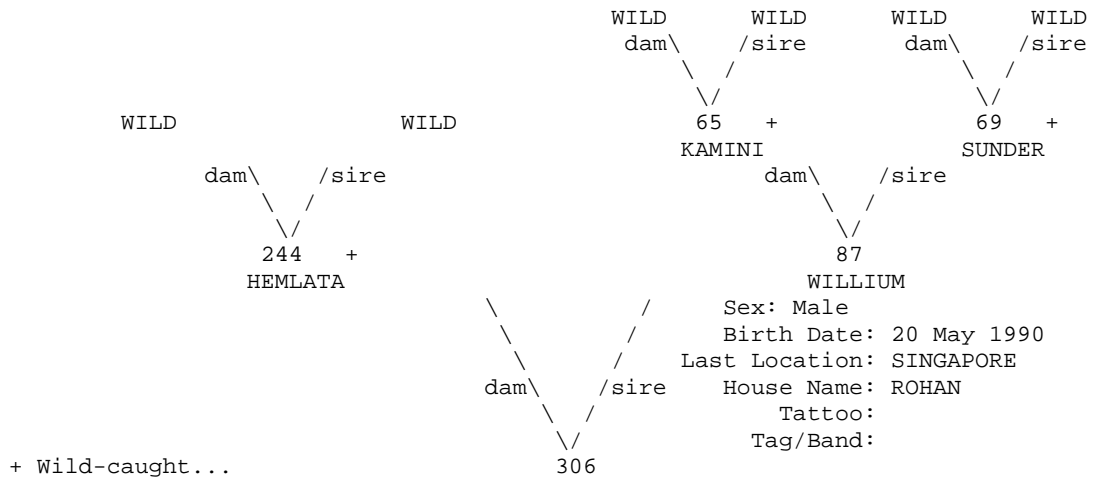 WILD WILD WILD WILD
dam\ /sire dam\ /sire
\ / \ /
\/ \/
WILD WILD 65 + 69 +
KAMINI SUNDER
dam\ /sire dam\ /sire
\ / \ /
\/ \/
244 + 87
HEMLATA WILLIUM
\ / Sex: Male
\ / Birth Date: 20 May 1990
\ / Last Location: SINGAPORE
dam\ /sire House Name: ROHAN
\ / Tattoo:
\/ Tag/Band:
+ Wild-caught... 306